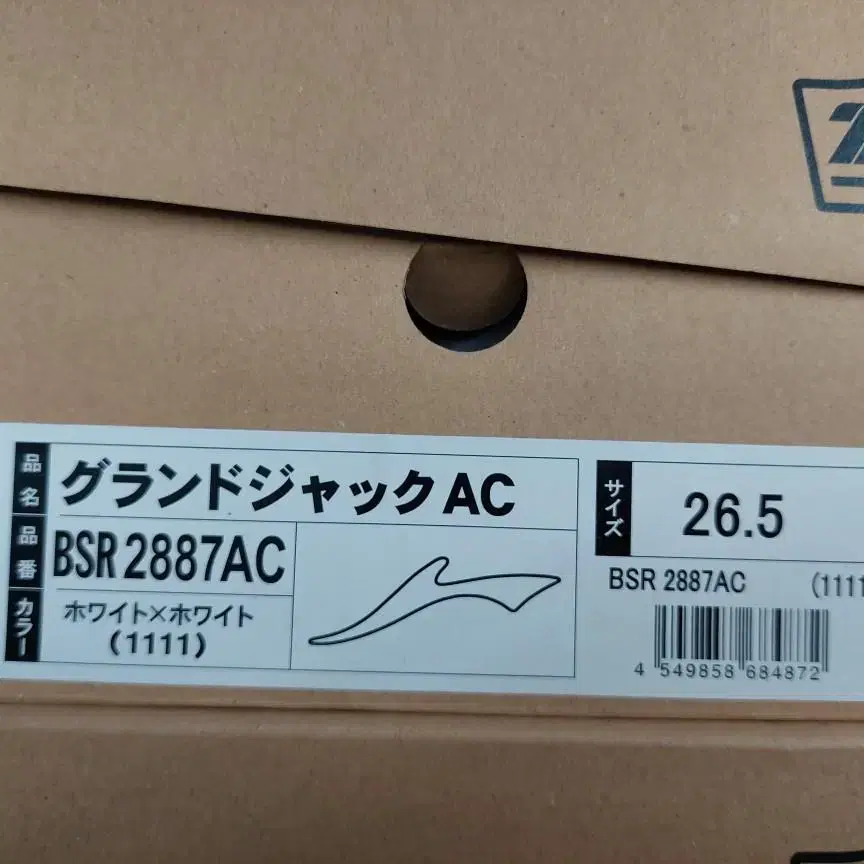 品名
グランドジャックAC
品番
BSR 2887AC
カラー
ホワイト×ホワイト
(1111)
サイズ
26.5
BSR 2887AC
(1111
4 549858 684872